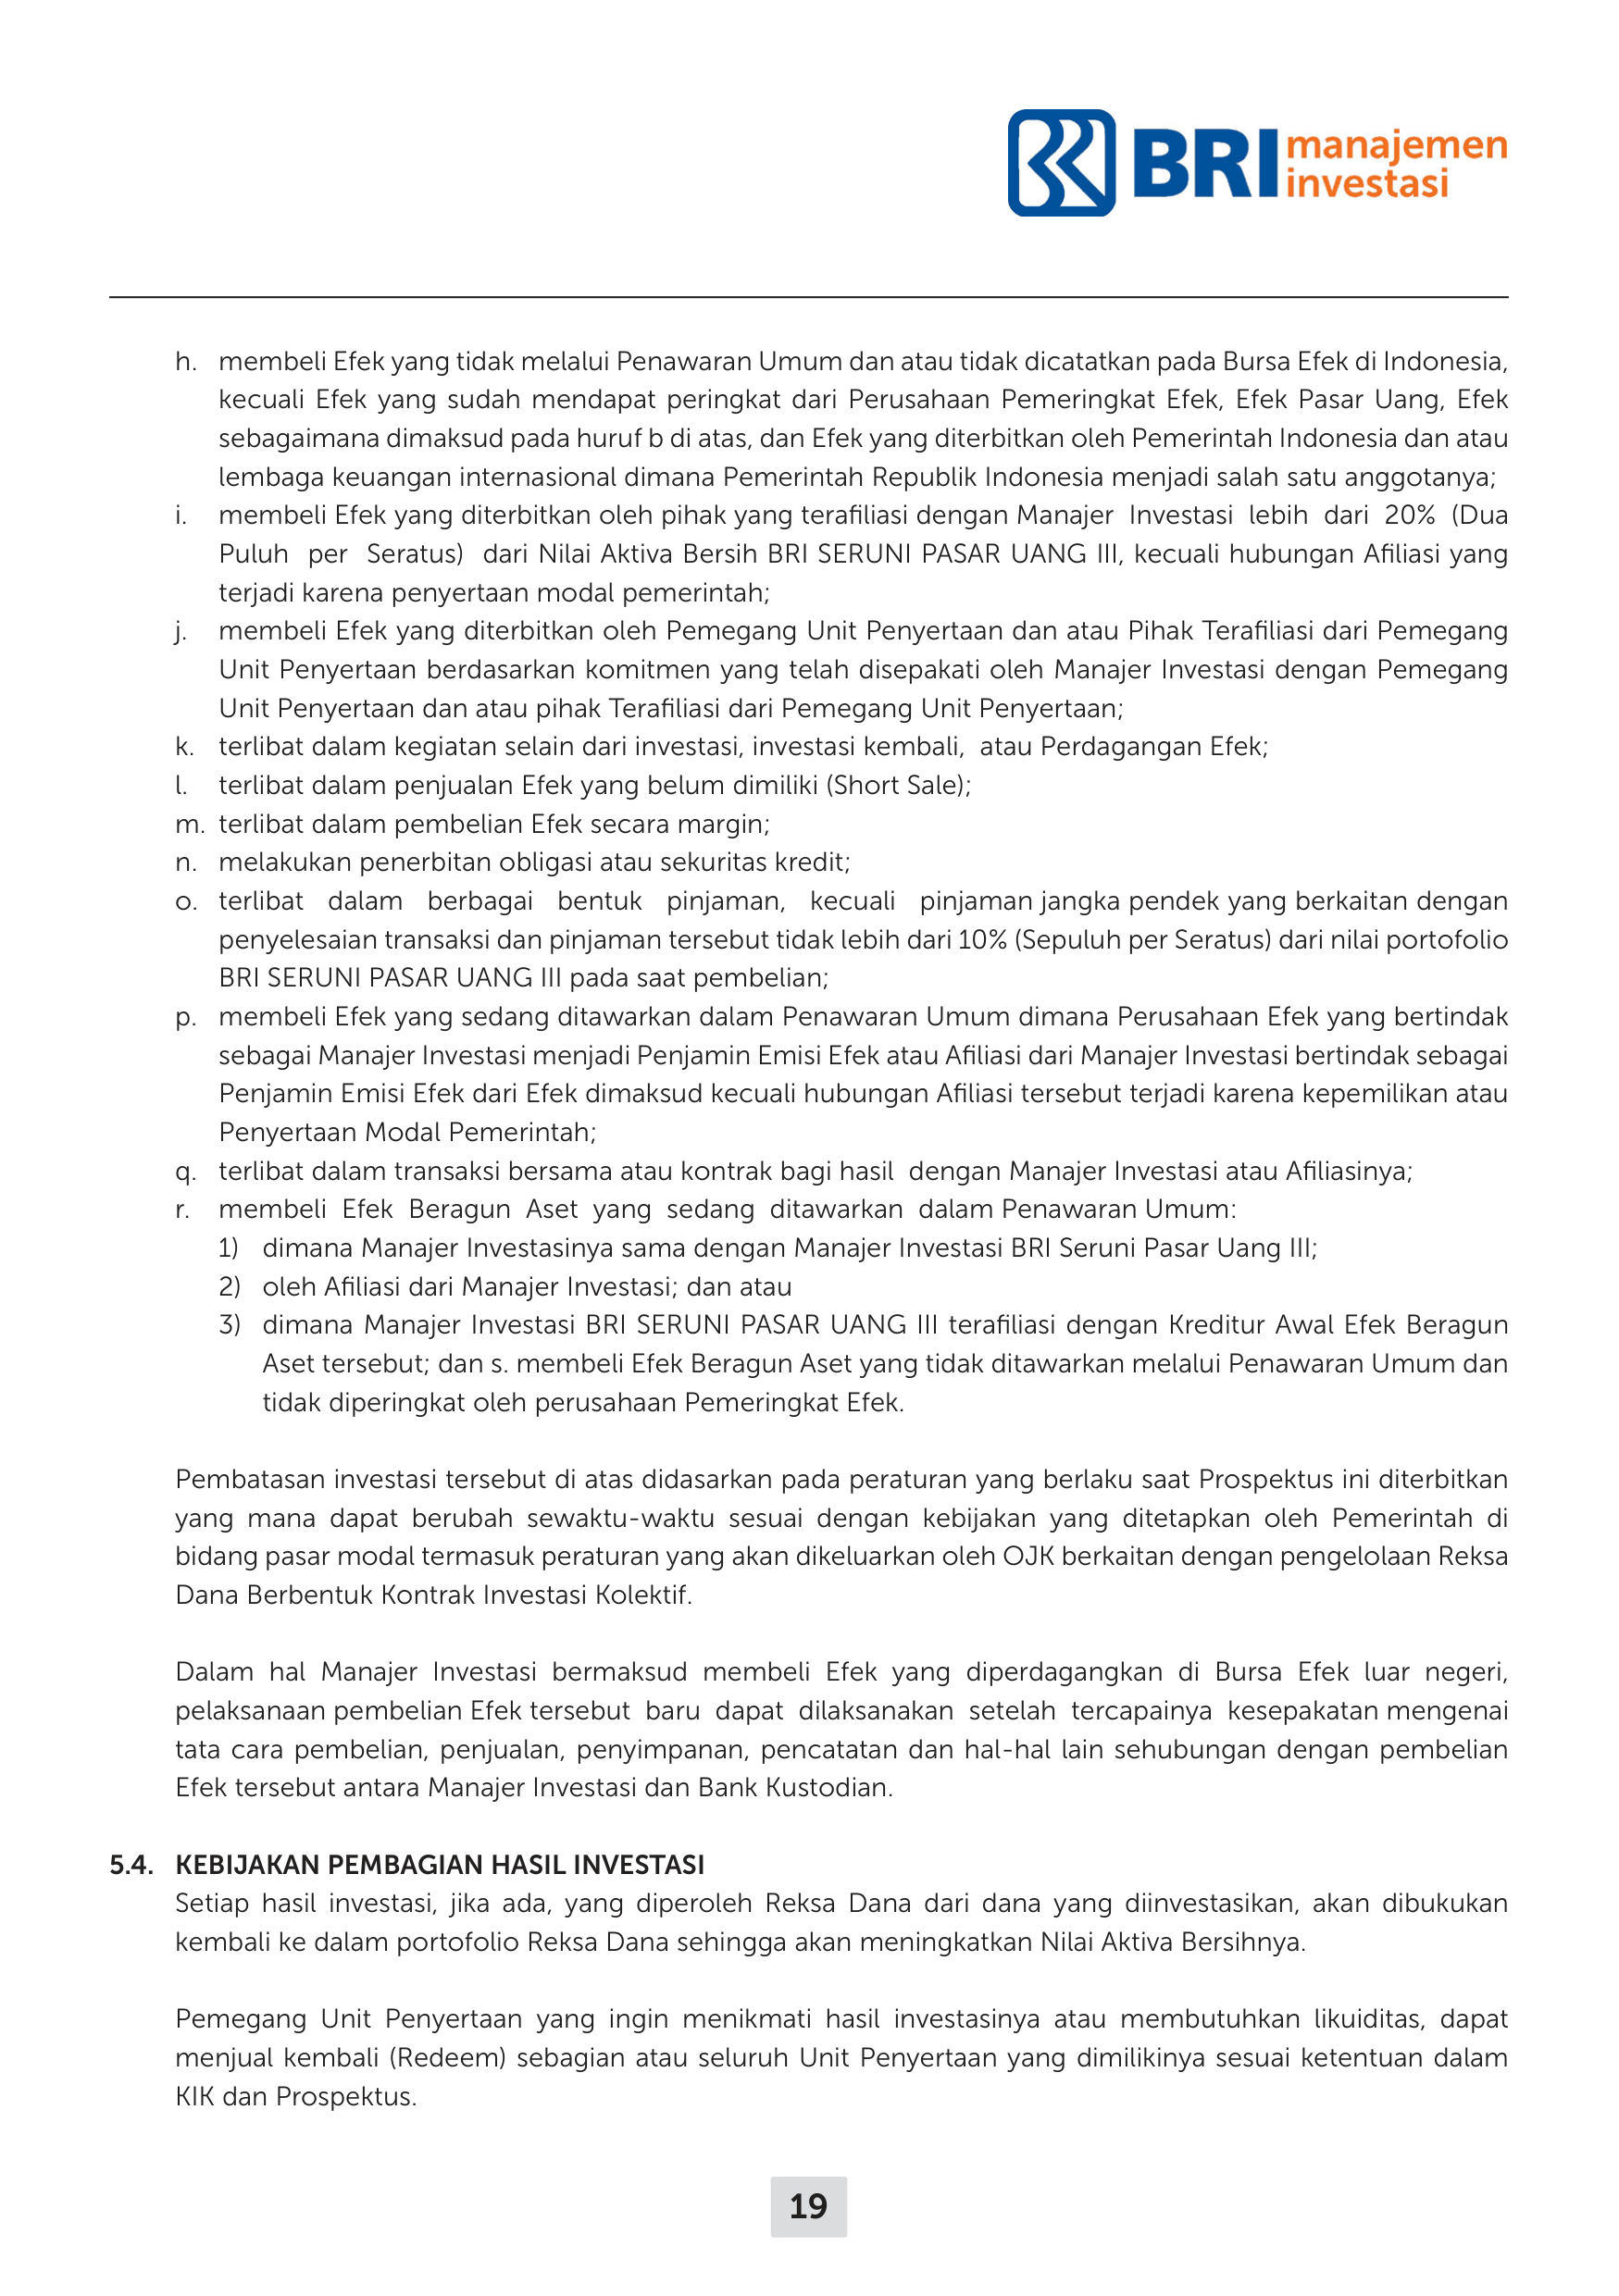 BRI manajemen
investasi
h. membeli Efek yang tidak melalui Penawaran Umum dan atau tidak dicatatkan pada Bursa Efek di Indonesia,
kecuali Efek yang sudah mendapat peringkat dari Perusahaan Pemeringkat Efek, Efek Pasar Uang, Efek
sebagaimana dimaksud pada huruf b di atas, dan Efek yang diterbitkan oleh Pemerintah Indonesia dan atau
lembaga keuangan internasional dimana Pemerintah Republik Indonesia menjadi salah satu anggotanya;
i. membeli Efek yang diterbitkan oleh pihak yang terafiliasi dengan Manajer Investasi lebih dari 20% (Dua
Puluh per Seratus) dari Nilai Aktiva Bersih BRI SERUNI PASAR UANG III, kecuali hubungan Afiliasi yang
terjadi karena penyertaan modal pemerintah;
j. membeli Efek yang diterbitkan oleh Pemegang Unit Penyertaan dan atau Pihak Terafiliasi dari Pemegang
Unit Penyertaan berdasarkan komitmen yang telah disepakati oleh Manajer Investasi dengan Pemegang
Unit Penyertaan dan atau pihak Terafiliasi dari Pemegang Unit Penyertaan;
k. terlibat dalam kegiatan selain dari investasi, investasi kembali, atau Perdagangan Efek;
l. terlibat dalam penjualan Efek yang belum dimiliki (Short Sale);
m. terlibat dalam pembelian Efek secara margin;
n. melakukan penerbitan obligasi atau sekuritas kredit;
o. terlibat dalam berbagai bentuk pinjaman, kecuali pinjaman jangka pendek yang berkaitan dengan
penyelesaian transaksi dan pinjaman tersebut tidak lebih dari 10% (Sepuluh per Seratus) dari nilai portofolio
BRI SERUNI PASAR UANG III pada saat pembelian;
p. membeli Efek yang sedang ditawarkan dalam Penawaran Umum dimana Perusahaan Efek yang bertindak
sebagai Manajer Investasi menjadi Penjamin Emisi Efek atau Afiliasi dari Manajer Investasi bertindak sebagai
Penjamin Emisi Efek dari Efek dimaksud kecuali hubungan Afiliasi tersebut terjadi karena kepemilikan atau
Penyertaan Modal Pemerintah;
q. terlibat dalam transaksi bersama atau kontrak bagi hasil dengan Manajer Investasi atau Afiliasinya;
r. membeli Efek Beragun Aset yang sedang ditawarkan dalam Penawaran Umum:
1) dimana Manajer Investasinya sama dengan Manajer Investasi BRI Seruni Pasar Uang III;
2) oleh Afiliasi dari Manajer Investasi; dan atau
3) dimana Manajer Investasi BRI SERUNI PASAR UANG III terafiliasi dengan Kreditur Awal Efek Beragun
Aset tersebut; dan s. membeli Efek Beragun Aset yang tidak ditawarkan melalui Penawaran Umum dan
tidak diperingkat oleh perusahaan Pemeringkat Efek.
Pembatasan investasi tersebut di atas didasarkan pada peraturan yang berlaku saat Prospektus ini diterbitkan
yang mana dapat berubah sewaktu-waktu sesuai dengan kebijakan yang ditetapkan oleh Pemerintah di
bidang pasar modal termasuk peraturan yang akan dikeluarkan oleh OJK berkaitan dengan pengelolaan Reksa
Dana Berbentuk Kontrak Investasi Kolektif.
Dalam hal Manajer Investasi bermaksud membeli Efek yang diperdagangkan di Bursa Efek luar negeri,
pelaksanaan pembelian Efek tersebut baru dapat dilaksanakan setelah tercapainya kesepakatan mengenai
tata cara pembelian, penjualan, penyimpanan, pencatatan dan hal-hal lain sehubungan dengan pembelian
Efek tersebut antara Manajer Investasi dan Bank Kustodian.
5.4. KEBIJAKAN PEMBAGIAN HASIL INVESTASI
Setiap hasil investasi, jika ada, yang diperoleh Reksa Dana dari dana yang diinvestasikan, akan dibukukan
kembali ke dalam portofolio Reksa Dana sehingga akan meningkatkan Nilai Aktiva Bersihnya.
Pemegang Unit Penyertaan yang ingin menikmati hasil investasinya atau membutuhkan likuiditas, dapat
menjual kembali (Redeem) sebagian atau seluruh Unit Penyertaan yang dimilikinya sesuai ketentuan dalam
KIK dan Prospektus.
19